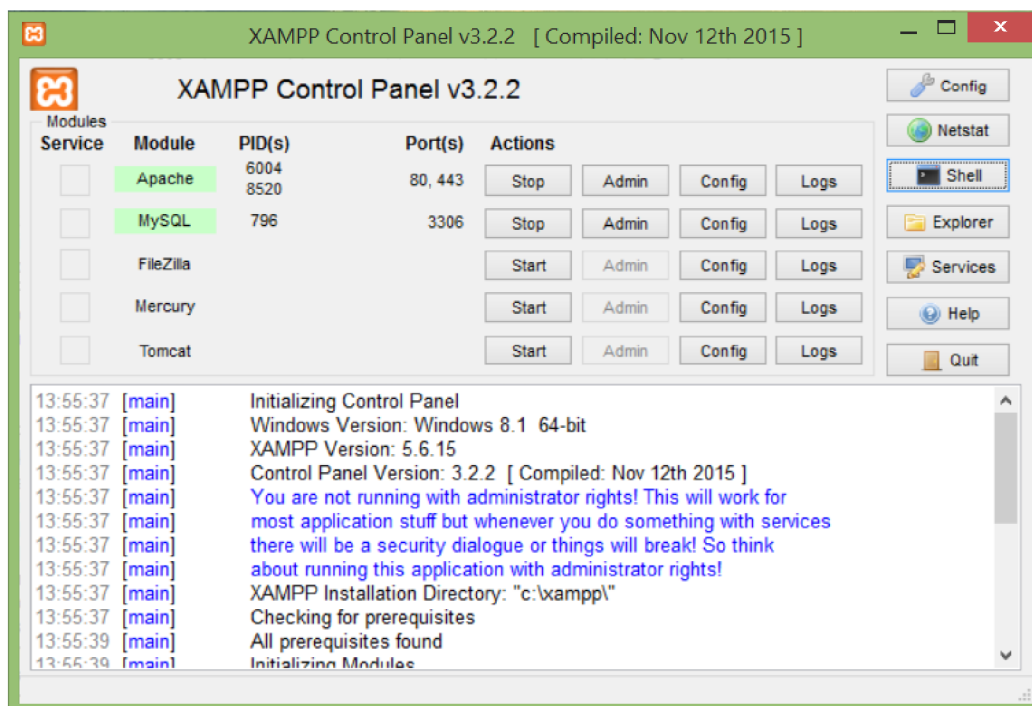 XAMPP Control Panel v3.2.2 [ Compiled: Nov 12th 2015 ]
XAMPP Control Panel v3.2.2
Config
Modules
Service Module PID(s) Port(s) Actions
Netstat
Apache 6004 8520 80, 443 Stop Admin Config Logs
Shell
MySQL 796 3306 Stop Admin Config Logs
Explorer
FileZilla Start Admin Config Logs
Services
Mercury Start Admin Config Logs
Help
Tomcat Start Admin Config Logs
Quit
13:55:37 [main] Initializing Control Panel
13:55:37 [main] Windows Version: Windows 8.1 64-bit
13:55:37 [main] XAMPP Version: 5.6.15
13:55:37 [main] Control Panel Version: 3.2.2 [ Compiled: Nov 12th 2015 ]
13:55:37 [main] You are not running with administrator rights! This will work for
13:55:37 [main] most application stuff but whenever you do something with services
13:55:37 [main] there will be a security dialogue or things will break! So think
13:55:37 [main] about running this application with administrator rights!
13:55:37 [main] XAMPP Installation Directory: "c:\xampp\"
13:55:37 [main] Checking for prerequisites
13:55:39 [main] All prerequisites found
13:55:39 [main] Initializing Modules